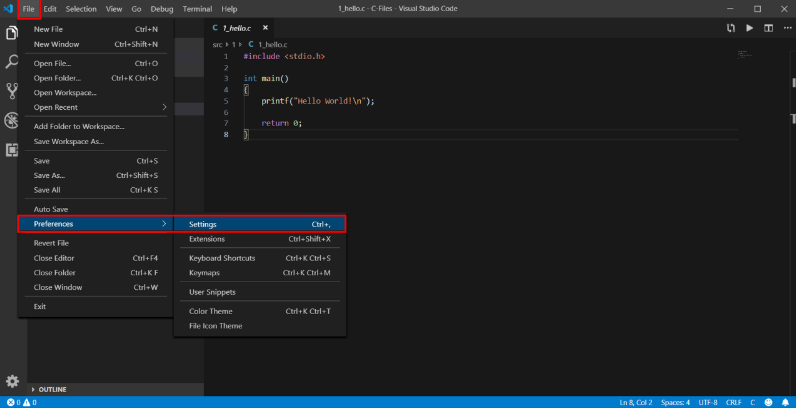 File Edit Selection View Go Debug Terminal Help 1_hello.c - C-Files - Visual Studio Code
New File Ctrl+N
New Window Ctrl+Shift+N
Open File... Ctrl+O
Open Folder... Ctrl+K Ctrl+O
Open Workspace...
Open Recent
Add Folder to Workspace...
Save Workspace As...
Save Ctrl+S
Save As... Ctrl+Shift+S
Save All Ctrl+K S
Auto Save
Preferences
Revert File
Close Editor Ctrl+F4
Close Folder Ctrl+K F
Close Window Ctrl+W
Exit
Settings Ctrl+,
Extensions Ctrl+Shift+X
Keyboard Shortcuts Ctrl+K Ctrl+S
Keymaps Ctrl+K Ctrl+M
User Snippets
Color Theme Ctrl+K Ctrl+T
File Icon Theme
C 1_hello.c
src > 1 > C 1_hello.c
1 #include <stdio.h>
2
3 int main()
4 {
5 printf("Hello World!\n");
6
7 return 0;
8 }
OUTLINE
0 0 Ln 8, Col 2 Spaces: 4 UTF-8 CRLF C